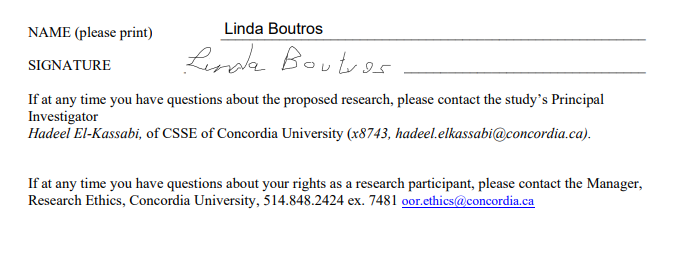 NAME (please print) Linda Boutros
SIGNATURE Linda Boutros
If at any time you have questions about the proposed research, please contact the study’s Principal
Investigator
Hadeel El-Kassabi, of CSSE of Concordia University (x8743, hadeel.elkassabi@concordia.ca).
If at any time you have questions about your rights as a research participant, please contact the Manager,
Research Ethics, Concordia University, 514.848.2424 ex. 7481 oor.ethics@concordia.ca